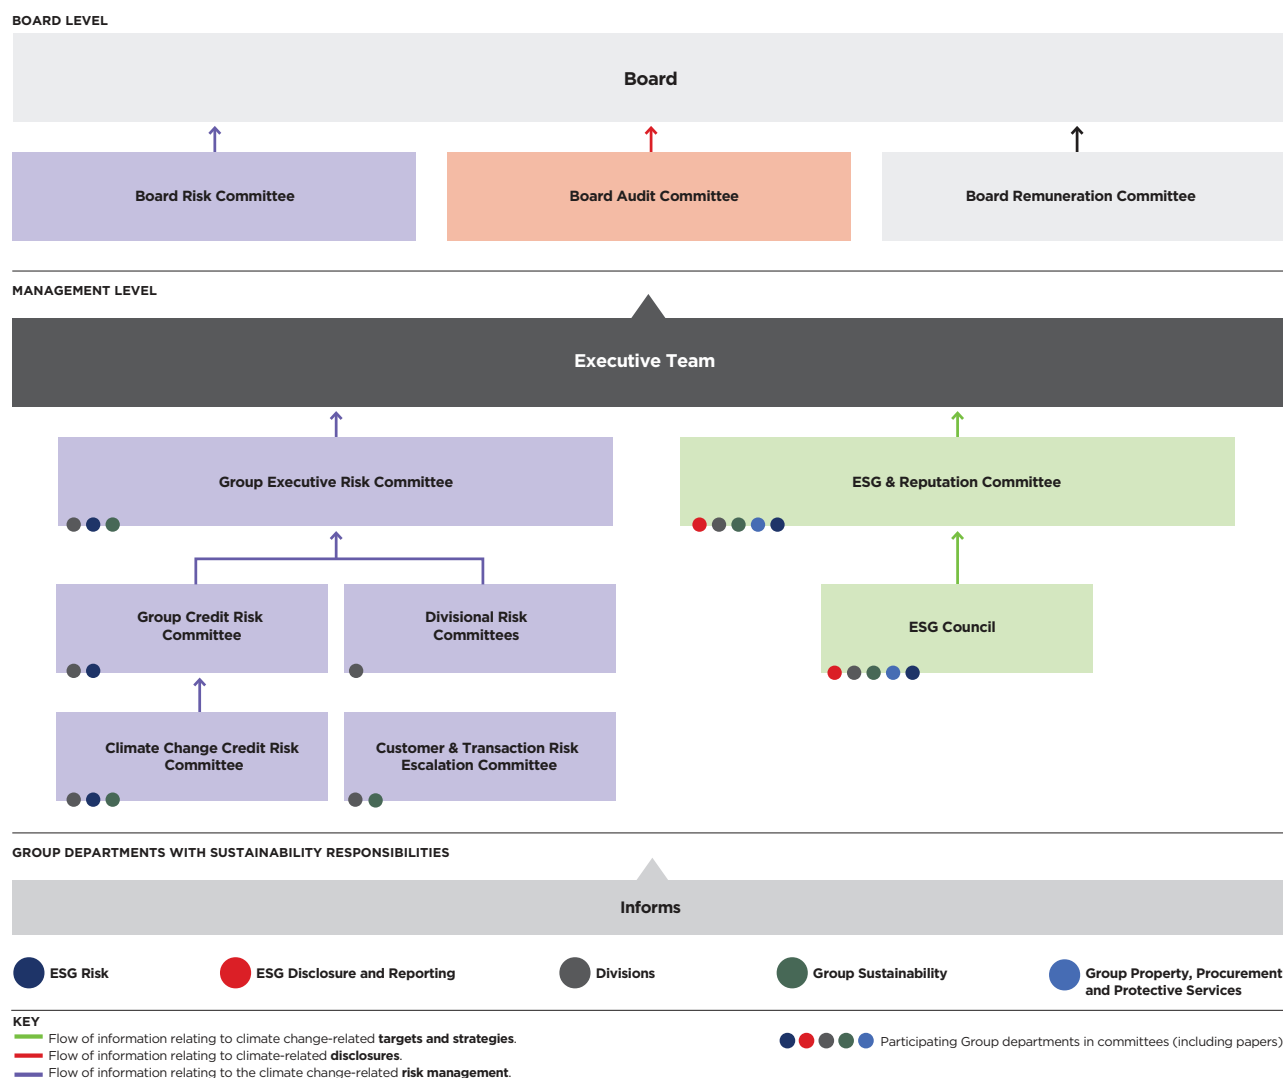 BOARD LEVEL
Board
Board Risk Committee
Board Audit Committee
Board Remuneration Committee
MANAGEMENT LEVEL
Executive Team
Group Executive Risk Committee
ESG & Reputation Committee
Group Credit Risk
Committee
Divisional Risk
Committees
ESG Council
Climate Change Credit Risk
Committee
Customer & Transaction Risk
Escalation Committee
GROUP DEPARTMENTS WITH SUSTAINABILITY RESPONSIBILITIES
Informs
ESG Risk
ESG Disclosure and Reporting
Divisions
Group Sustainability
Group Property, Procurement
and Protective Services
KEY
Flow of information relating to climate change-related targets and strategies.
Flow of information relating to climate-related disclosures.
Flow of information relating to the climate change-related risk management.
Participating Group departments in committees (including papers)